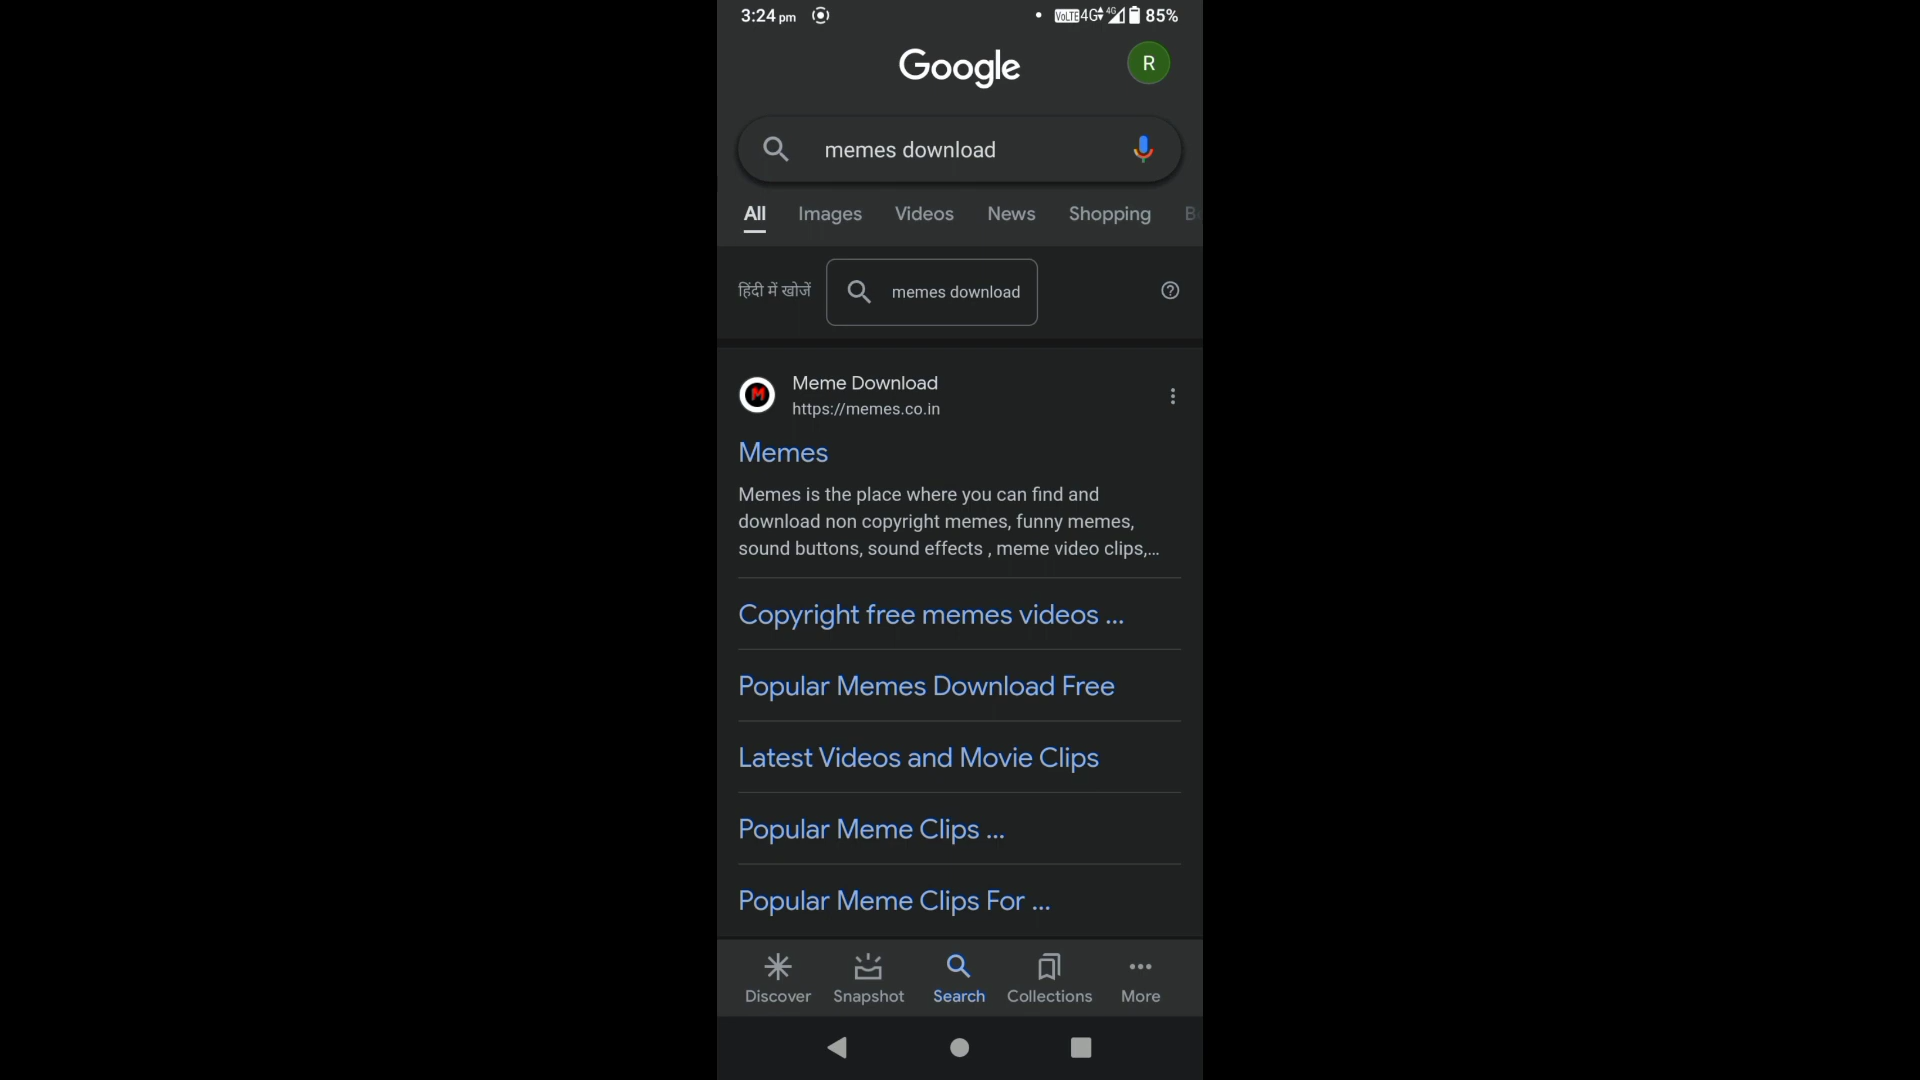 3:24 pm VoLTE 4G 4G 85%
Google
R
memes download
All Images Videos News Shopping
हिंदी में खोजें memes download
M
Meme Download
https://memes.co.in
Memes
Memes is the place where you can find and
download non copyright memes, funny memes,
sound buttons, sound effects , meme video clips,...
Copyright free memes videos ...
Popular Memes Download Free
Latest Videos and Movie Clips
Popular Meme Clips ...
Popular Meme Clips For ...
Discover Snapshot Search Collections More